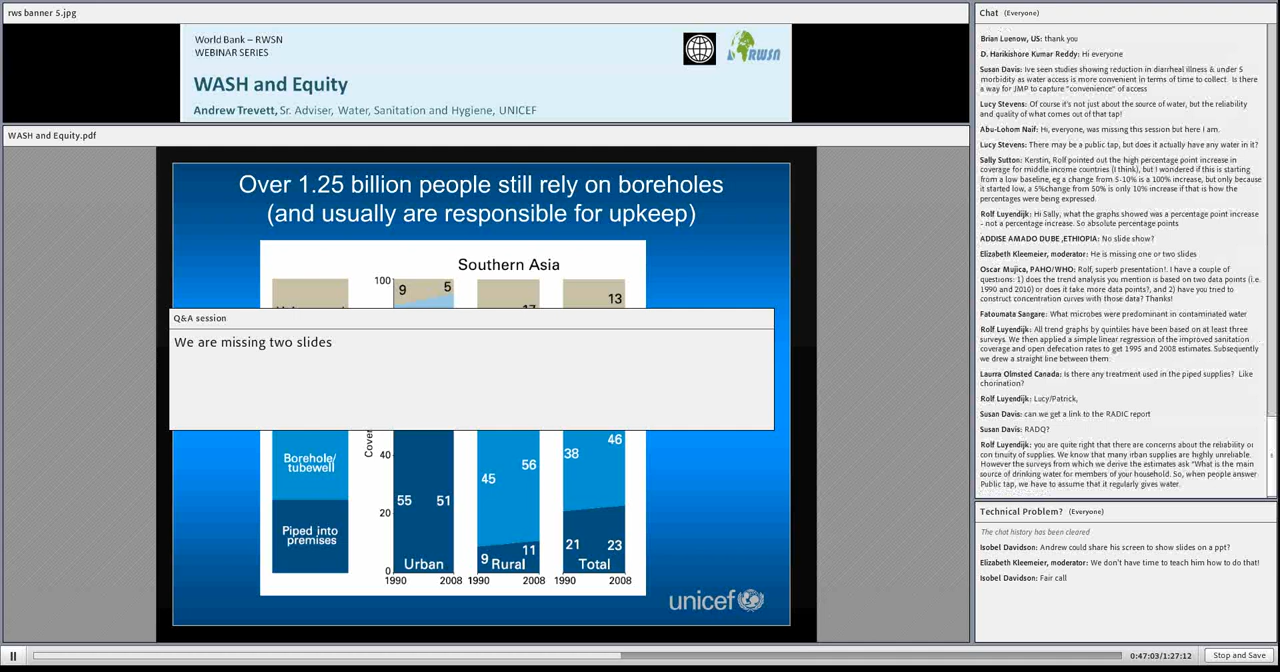 rws banner 5.jpg
World Bank – RWSN
WEBINAR SERIES
RWSN
WASH and Equity
Andrew Trevett, Sr. Adviser, Water, Sanitation and Hygiene, UNICEF
WASH and Equity.pdf
Over 1.25 billion people still rely on boreholes
(and usually are responsible for upkeep)
Southern Asia
100
9
5
13
Q&A session
We are missing two slides
40
20
0
Borehole/
tubewell
Piped into
premises
55
51
45
56
38
46
9
11
21
23
Urban
Rural
Total
1990
2008
1990
2008
1990
2008
unicef
Chat (Everyone)
Brian Luenow, US: thank you
D. Harikishore Kumar Reddy: Hi everyone
Susan Davis: Ive seen studies showing reduction in diarrheal illness & under 5
morbidity as water access is more convenient in terms of time to collect. Is there
a way for JMP to capture "convenience" of access
Lucy Stevens: Of course it's not just about the source of water, but the reliability
and quality of what comes out of that tap!
Abu-Lohom Naif: Hi, everyone, was missing this session but here I am.
Lucy Stevens: There may be a public tap, but does it actually have any water in it?
Sally Sutton: Kerstin, Rolf pointed out the high percentage point increase in
coverage for middle income countries (I think), but I wondered if this is starting
from a low baseline, eg a change from 5-10% is a 100% increase, but only because
it started low, a 5%change from 50% is only 10% increase if that is how the
percentages were being expressed.
Rolf Luyendijk: Hi Sally, what the graphs showed was a percentage point increase
- not a percentage increase. So absolute percentage points
ADDISE AMADO DUBE ,ETHIOPIA: No slide show?
Elizabeth Kleemeier, moderator: He is missing one or two slides
Oscar Mujica, PAHO/WHO: Rolf, superb presentation!. I have a couple of
questions: 1) does the trend analysis you mention is based on two data points (i.e.
1990 and 2010) or does it take more data points?, and 2) have you tried to
construct concentration curves with those data? Thanks!
Fatoumata Sangare: What microbes were predominant in contaminated water
Rolf Luyendijk: All trend graphs by quintiles have been based on at least three
surveys. We then applied a simple linear regression of the improved sanitation
coverage and open defecation rates to get 1995 and 2008 estimates. Subsequently
we drew a straight line between them.
Laurra Olmsted Canada: Is there any treatment used in the piped supplies? Like
chorination?
Rolf Luyendijk: Lucy/Patrick,
Susan Davis: can we get a link to the RADIC report
Susan Davis: RADQ?
Rolf Luyendijk: you are quite right that there are concerns about the reliability or
con tinuity of supplies. We know that many irban supplies are highly unreliable.
However the surveys from which we derive the estimates ask "What is the main
source of drinking water for members of your household. So, when people answer
Public tap, we have to assume that it regularly gives water.
Technical Problem? (Everyone)
The chat history has been cleared
Isobel Davidson: Andrew could share his screen to show slides on a ppt?
Elizabeth Kleemeier, moderator: We don't have time to teach him how to do that!
Isobel Davidson: Fair call
0:47:03/1:27:12
Stop and Save